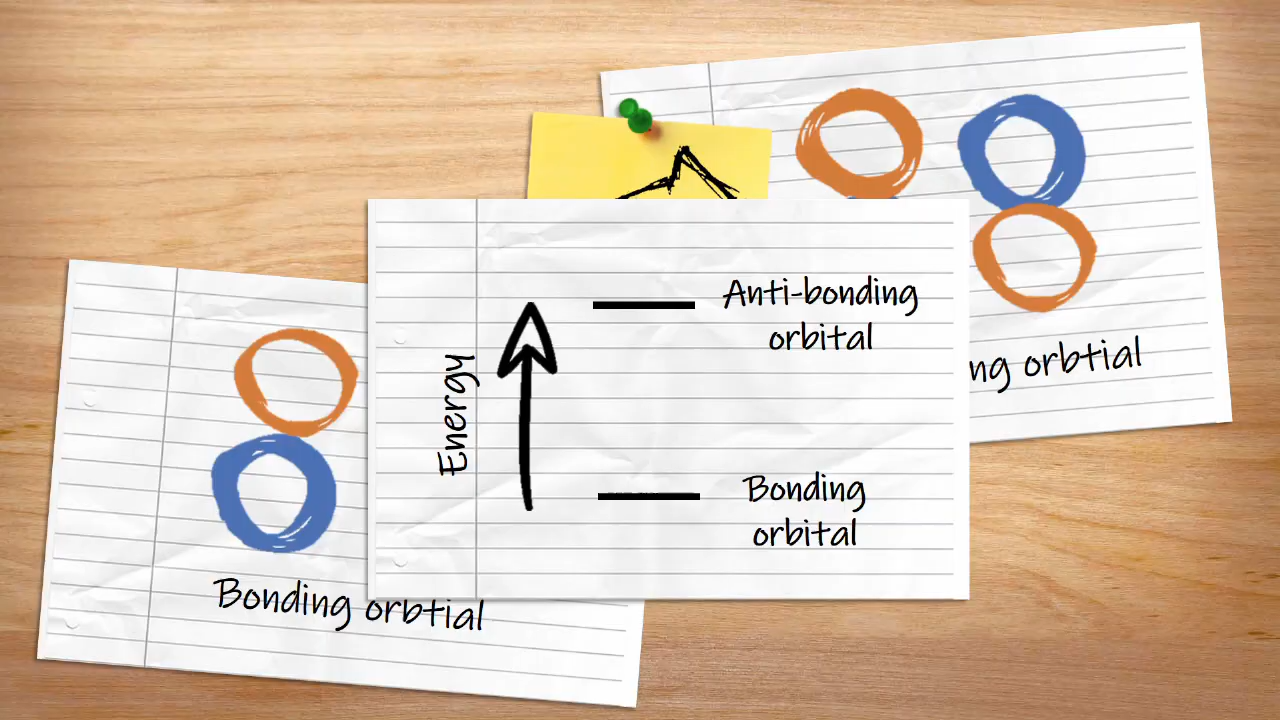 ng orbtial
Energy
Anti-bonding
orbital
Bonding
orbital
Bonding orbtial